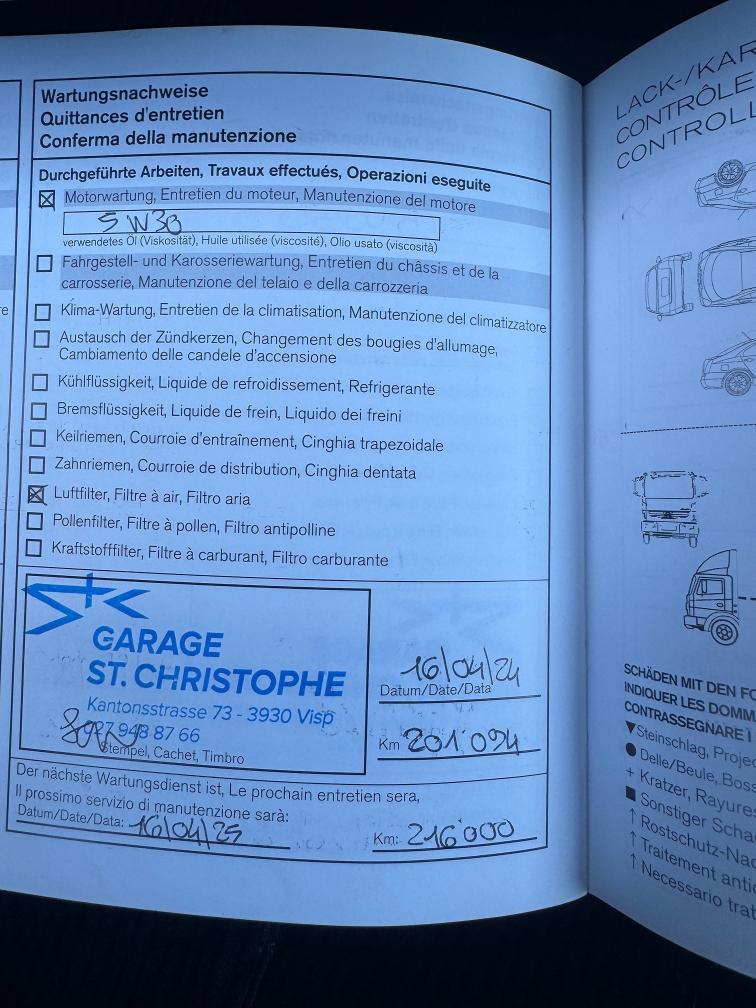 Wartungsnachweise
Quittances d'entretien
Conferma della manutenzione
Durchgeführte Arbeiten, Travaux effectués, Operazioni eseguite
Motorwartung, Entretien du moteur, Manutenzione del motore
5W30
verwendetes Öl (Viskosität), Huile utilisée (viscosité), Olio usato (viscosità)
Fahrgestell- und Karosseriewartung, Entretien du châssis et de la
carrosserie, Manutenzione del telaio e della carrozzeria
Klima-Wartung, Entretien de la climatisation, Manutenzione del climatizzatore
Austausch der Zündkerzen, Changement des bougies d'allumage,
Cambiamento delle candele d'accensione
Kühlflüssigkeit, Liquide de refroidissement, Refrigerante
Bremsflüssigkeit, Liquide de frein, Liquido dei freini
Keilriemen, Courroie d'entraînement, Cinghia trapezoidale
Zahnriemen, Courroie de distribution, Cinghia dentata
Luftfilter, Filtre à air, Filtro aria
Pollenfilter, Filtre à pollen, Filtro antipolline
Kraftstofffilter, Filtre à carburant, Filtro carburante
GARAGE
ST. CHRISTOPHE
Kantonsstrasse 73 - 3930 Visp
027 948 87 66
Stempel, Cachet, Timbro
16/04/24
Datum/Date/Data
Km 201'094
Der nächste Wartungsdienst ist, Le prochain entretien sera,
Il prossimo servizio di manutenzione sarà:
Datum/Date/Data: 16/04/25
Km: 216'000
LACK-/KAR
CONTRÔLE
CONTROLL
SCHÄDEN MIT DEN FO
INDIQUER LES DOMM
CONTRASSEGNARE I
▼Steinschlag, Projec
● Delle/Beule, Boss
+ Kratzer, Rayures
■ Sonstiger Scha
↑ Rostschutz-Nac
↑ Traitement antic
↑ Necessario trat